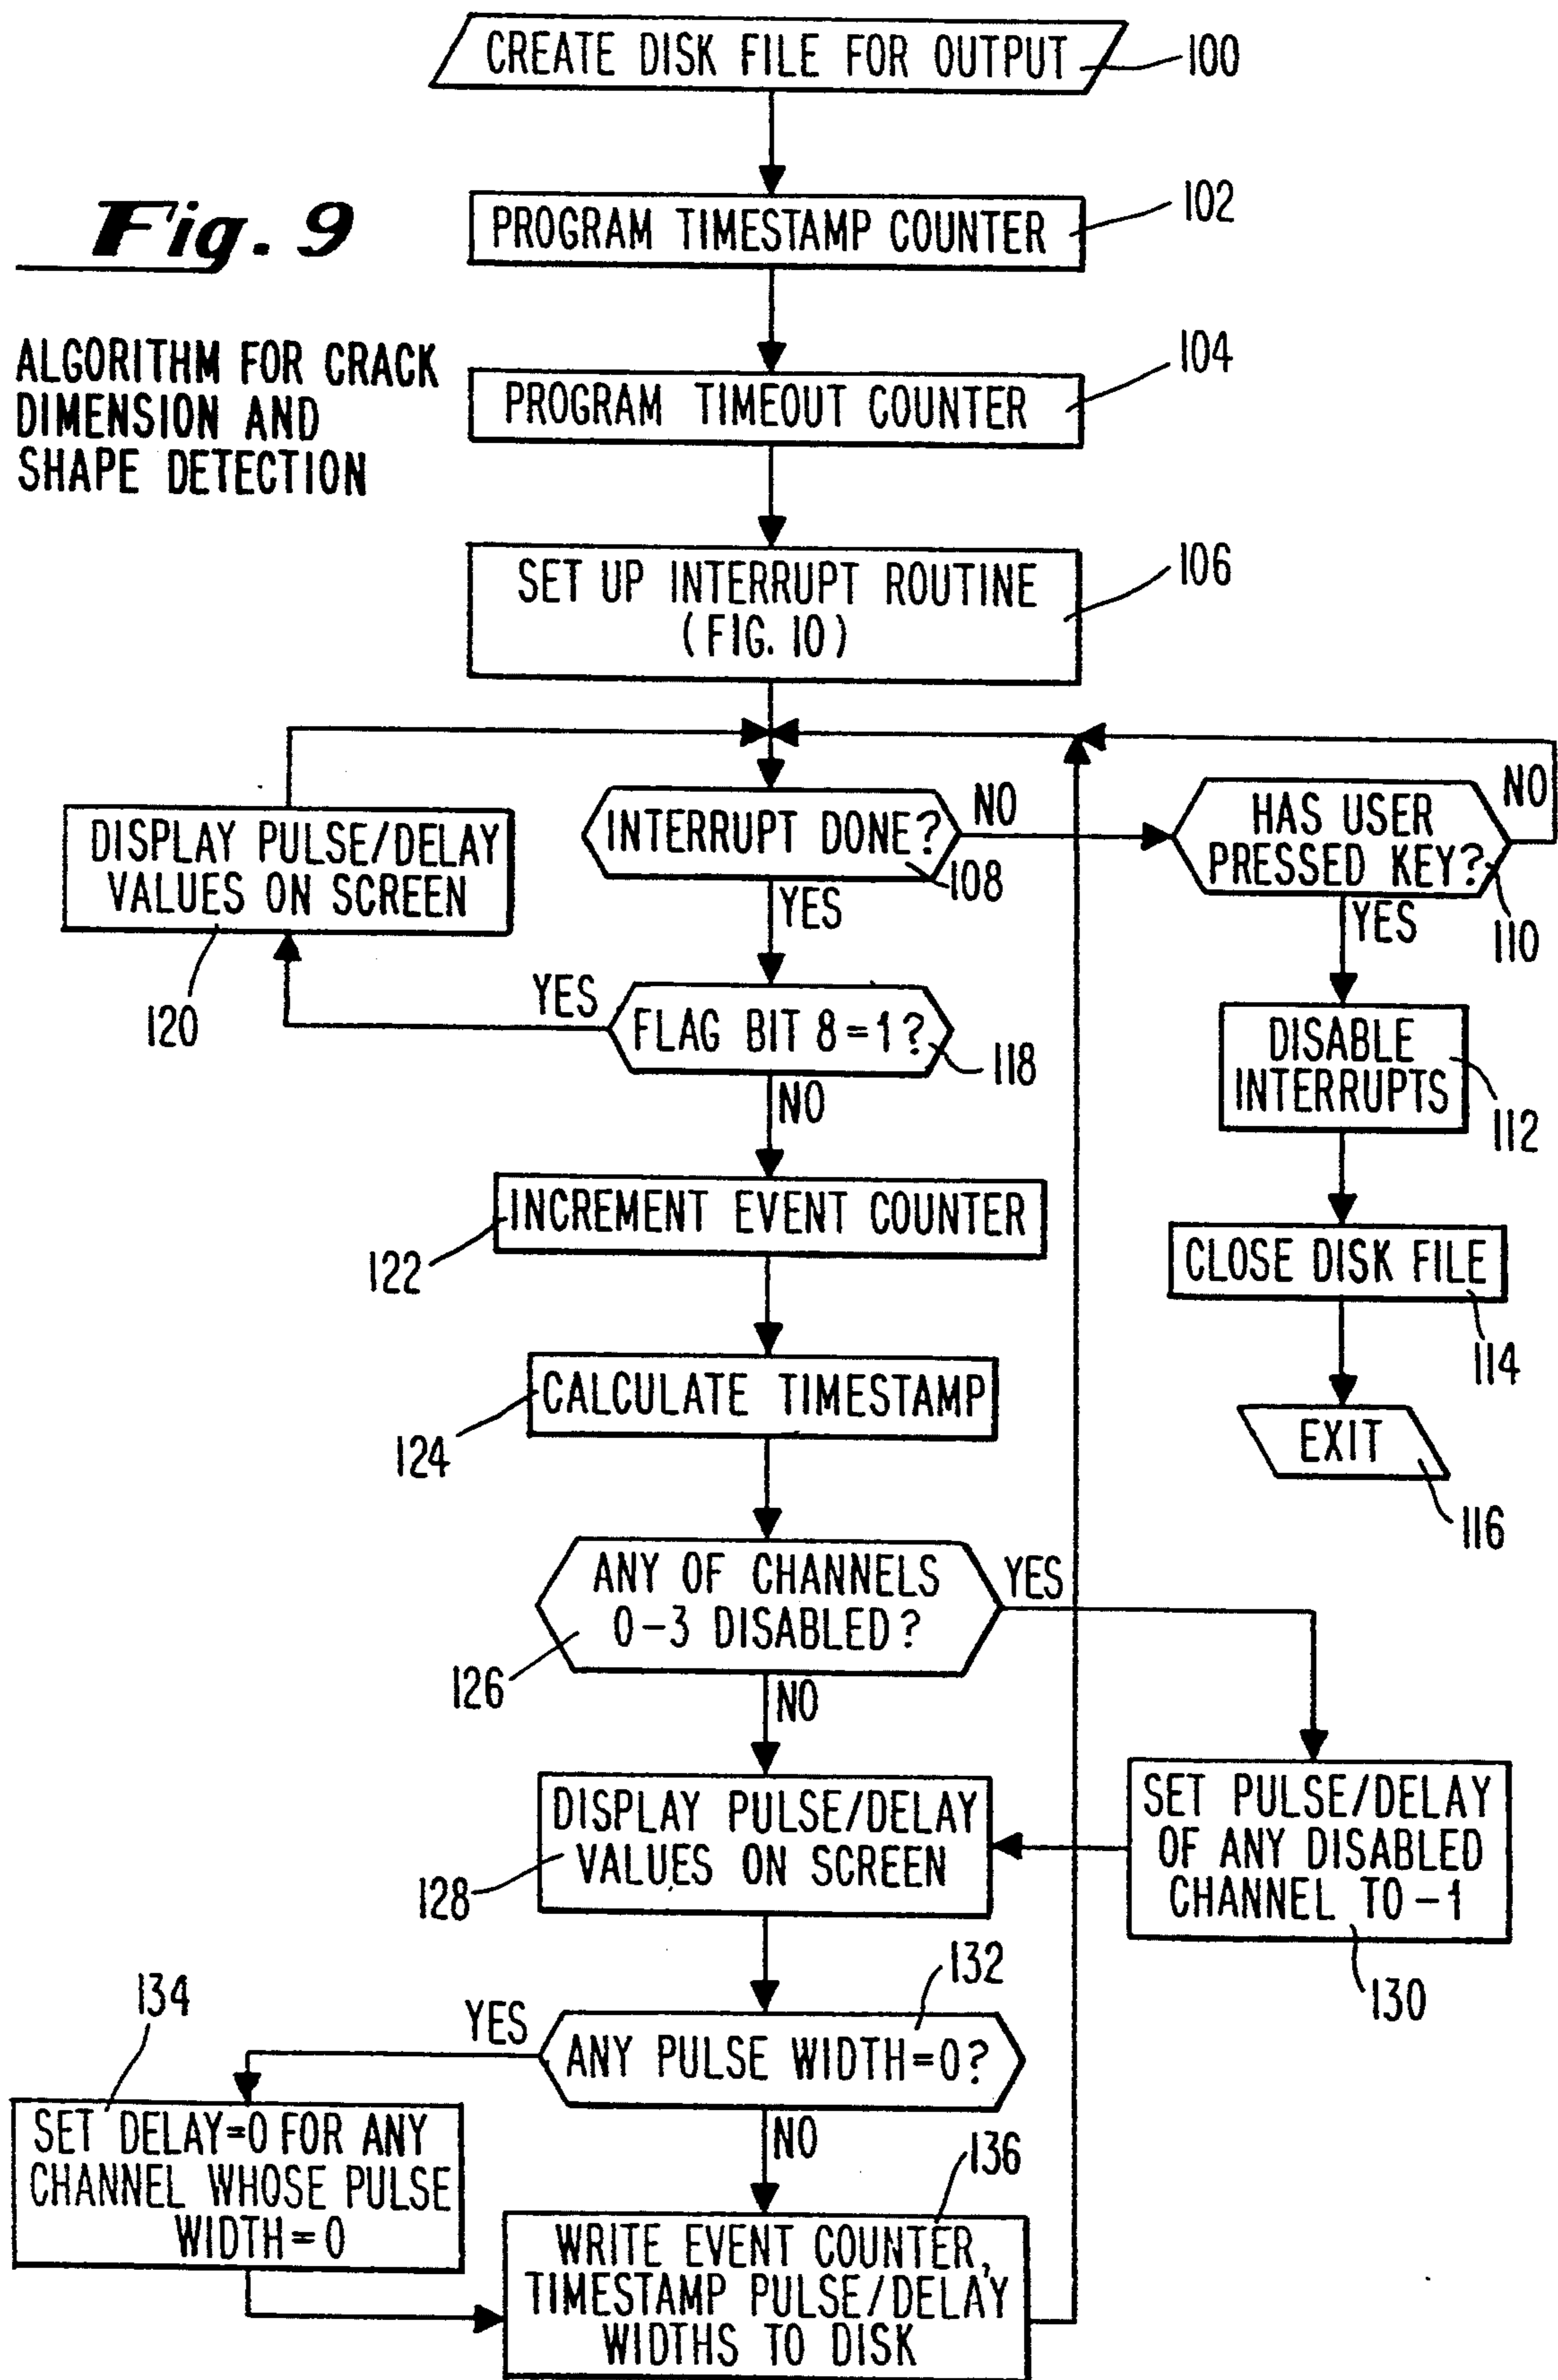 CREATE DISK FILE FOR OUTPUT
100
Fig. 9
PROGRAM TIMESTAMP COUNTER
102
ALGORITHM FOR CRACK
DIMENSION AND
SHAPE DETECTION
PROGRAM TIMEOUT COUNTER
104
SET UP INTERRUPT ROUTINE
(FIG. 10)
106
DISPLAY PULSE/DELAY
VALUES ON SCREEN
120
INTERRUPT DONE?
108
NO
YES
HAS USER
PRESSED KEY?
110
NO
YES
FLAG BIT 8=1?
118
YES
NO
DISABLE
INTERRUPTS
112
INCREMENT EVENT COUNTER
122
CLOSE DISK FILE
114
CALCULATE TIMESTAMP
124
EXIT
116
ANY OF CHANNELS
0-3 DISABLED?
126
YES
NO
DISPLAY PULSE/DELAY
VALUES ON SCREEN
128
SET PULSE/DELAY
OF ANY DISABLED
CHANNEL TO -1
130
ANY PULSE WIDTH=0?
132
YES
NO
134
SET DELAY=0 FOR ANY
CHANNEL WHOSE PULSE
WIDTH=0
136
WRITE EVENT COUNTER,
TIMESTAMP PULSE/DELAY
WIDTHS TO DISK